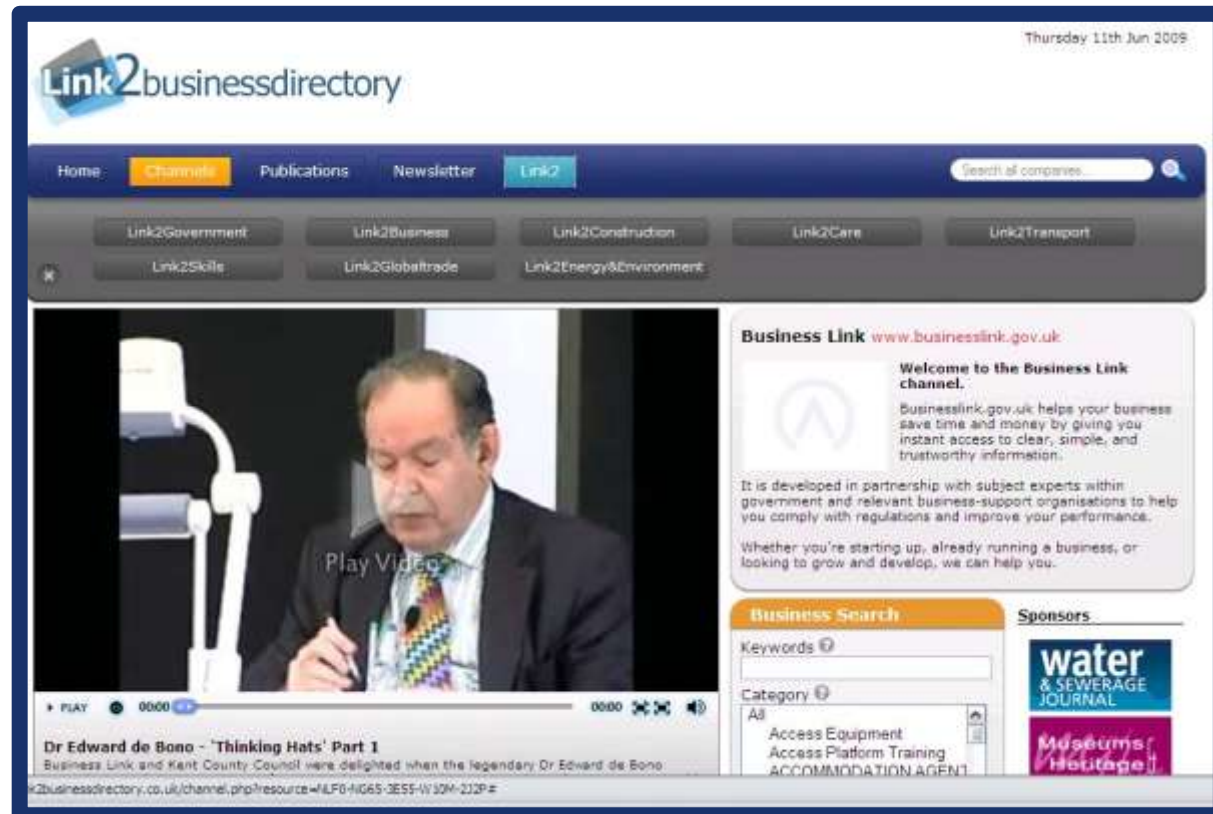 Thursday 11th Jun 2009
Link2businessdirectory
Home Channels Publications Newsletter Link2 Search all companies...
Link2Government Link2Business Link2Construction Link2Care Link2Transport
Link2Skills Link2Globaltrade Link2Energy&Environment
Play Video
PLAY 00:00 00:00
Dr Edward de Bono - 'Thinking Hats' Part 1
Business Link and Kent County Council were delighted when the legendary Dr Edward de Bono
Business Link www.businesslink.gov.uk
Welcome to the Business Link
channel.
Businesslink.gov.uk helps your business
save time and money by giving you
instant access to clear, simple, and
trustworthy information.
It is developed in partnership with subject experts within
government and relevant business-support organisations to help
you comply with regulations and improve your performance.
Whether you're starting up, already running a business, or
looking to grow and develop, we can help you.
Business Search
Keywords
Category
All
Access Equipment
Access Platform Training
ACCOMMODATION AGENT
Sponsors
water
& SEWERAGE
JOURNAL
Museums
Heritage